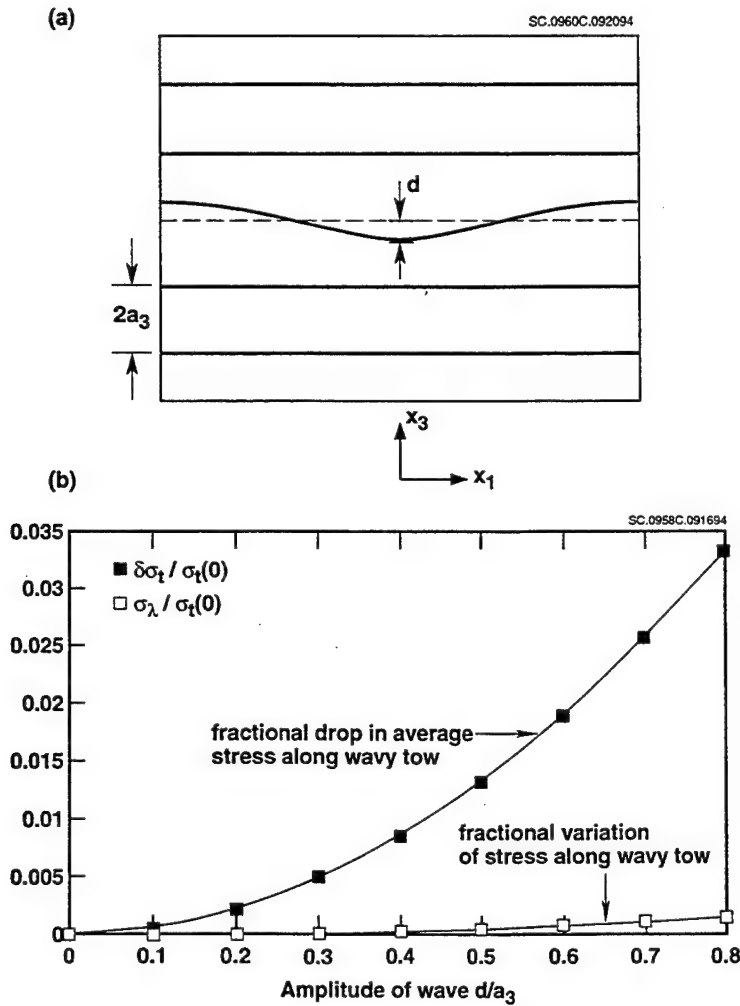 (a)
SC.0960C.092094
d
2a₃
x₃
x₁
(b)
SC.0958C.091694
0.035
0.03
0.025
0.02
0.015
0.01
0.005
0
■ δσₜ / σₜ(0)
□ σ_λ / σₜ(0)
fractional drop in average
stress along wavy tow
fractional variation
of stress along wavy tow
0 0.1 0.2 0.3 0.4 0.5 0.6 0.7 0.8
Amplitude of wave d/a₃